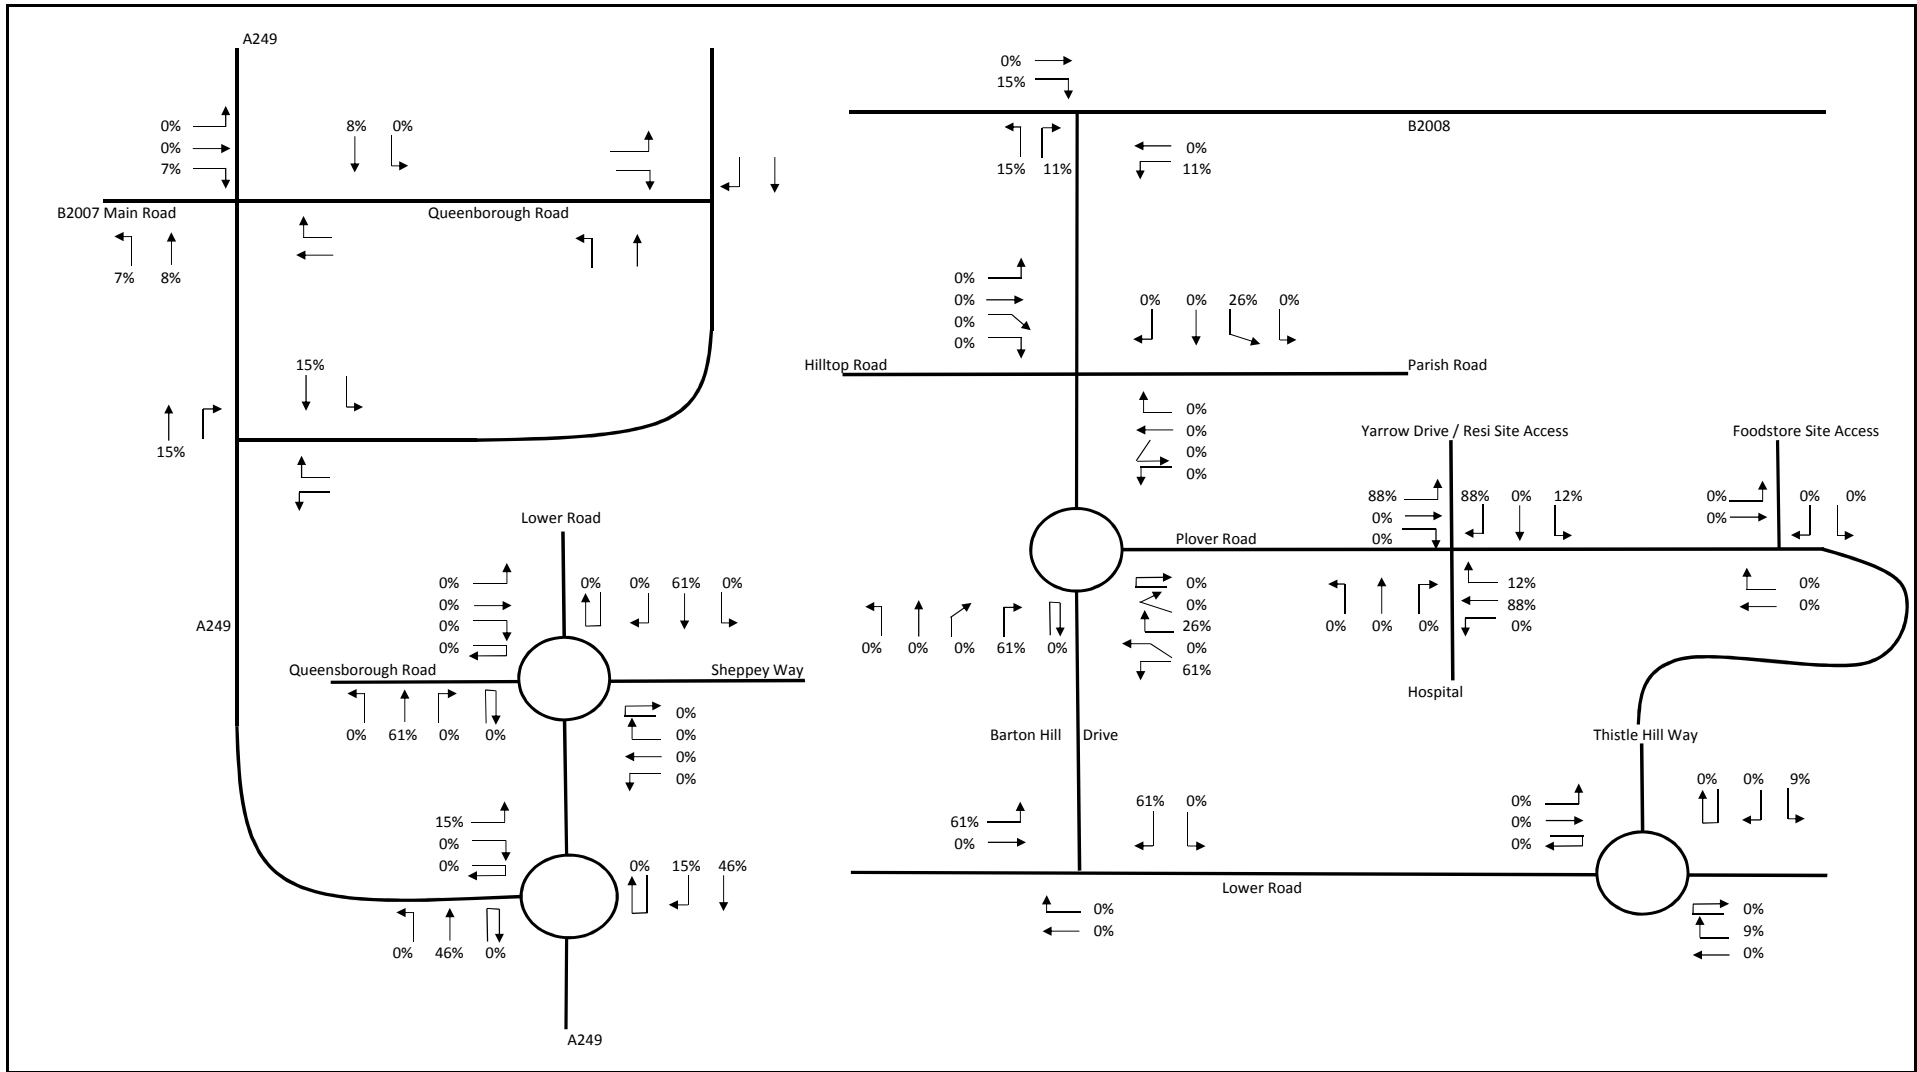 A249
0%
0%
7%
8% 0%
B2007 Main Road
Queenborough Road
7% 8%
15%
15%
A249
Lower Road
0%
0%
0%
0%
0% 0% 61% 0%
Queensborough Road
Sheppey Way
0% 61% 0% 0%
0%
0%
0%
0%
15%
0%
0%
0% 15% 46%
0% 46% 0%
A249
0%
15%
B2008
15% 11%
0%
11%
0%
0%
0%
0%
0% 0% 26% 0%
Hilltop Road
Parish Road
0%
0%
0%
0%
Yarrow Drive / Resi Site Access
Foodstore Site Access
88%
0%
0%
88% 0% 12%
0%
0%
0% 0%
Plover Road
0% 0% 0% 61% 0%
0%
0%
26%
0%
61%
0% 0% 0%
12%
88%
0%
0%
0%
Hospital
Barton Hill Drive
Thistle Hill Way
61%
0%
61% 0%
0%
0%
0%
0% 0% 9%
Lower Road
0%
0%
0%
9%
0%